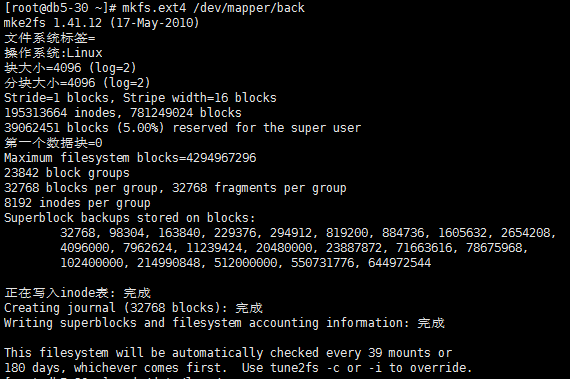 [root@db5-30 ~]# mkfs.ext4 /dev/mapper/back
mke2fs 1.41.12 (17-May-2010)
文件系统标签=
操作系统:Linux
块大小=4096 (log=2)
分块大小=4096 (log=2)
Stride=1 blocks, Stripe width=16 blocks
195313664 inodes, 781249024 blocks
39062451 blocks (5.00%) reserved for the super user
第一个数据块=0
Maximum filesystem blocks=4294967296
23842 block groups
32768 blocks per group, 32768 fragments per group
8192 inodes per group
Superblock backups stored on blocks:
32768, 98304, 163840, 229376, 294912, 819200, 884736, 1605632, 2654208,
4096000, 7962624, 11239424, 20480000, 23887872, 71663616, 78675968,
102400000, 214990848, 512000000, 550731776, 644972544
正在写入inode表: 完成
Creating journal (32768 blocks): 完成
Writing superblocks and filesystem accounting information: 完成
This filesystem will be automatically checked every 39 mounts or
180 days, whichever comes first.  Use tune2fs -c or -i to override.